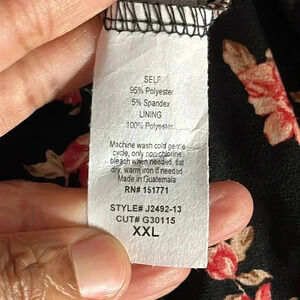 SELF
95% Polyester
5% Spandex
LINING
100% Polyester
Machine wash cold gentle
cycle, only non-chlorine
bleach when needed, flat
dry, warm iron if needed
Made in Guatemala
RN# 151771
STYLE# J2492-13
CUT# G30115
XXL